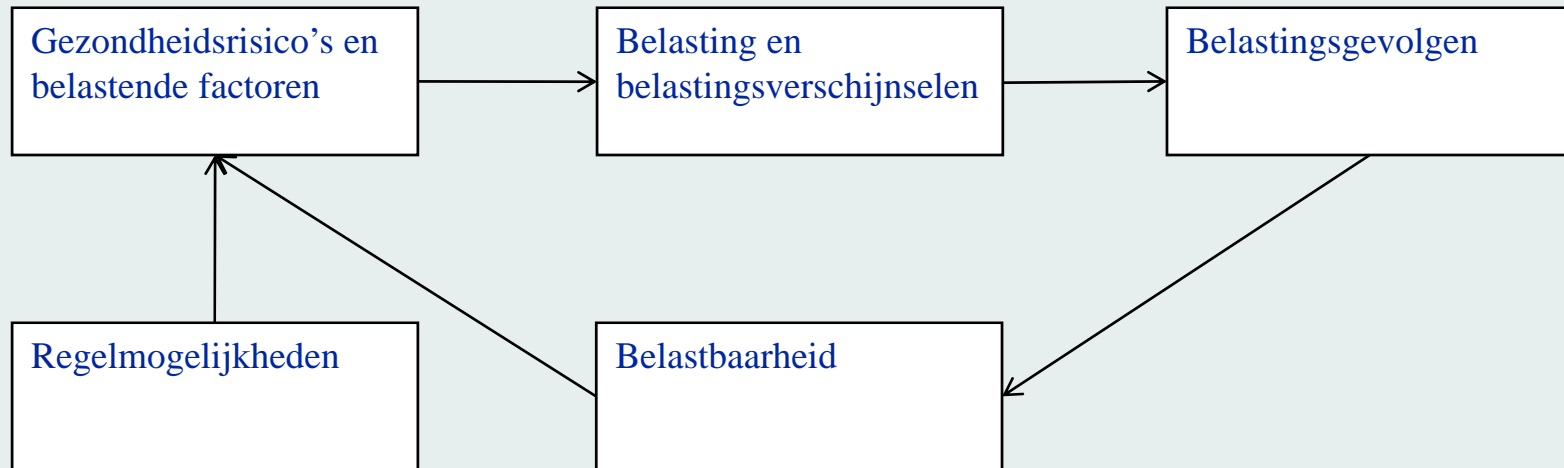 Gezondheidsrisico’s en
belastende factoren
Belasting en
belastingsverschijnselen
Belastingsgevolgen
Regelmogelijkheden
Belastbaarheid